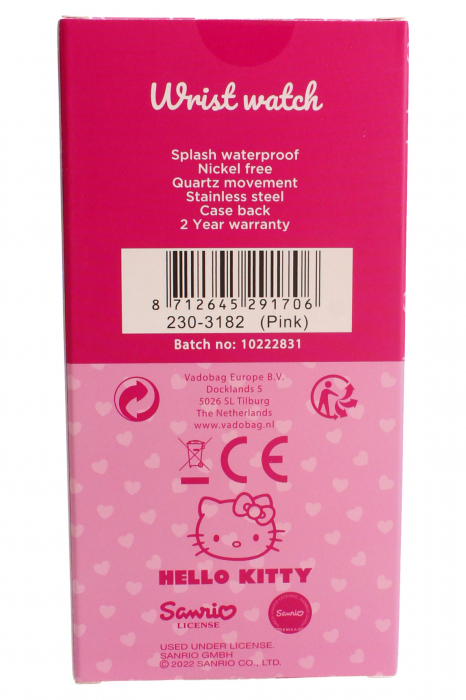 Wrist watch
Splash waterproof
Nickel free
Quartz movement
Stainless steel
Case back
2 Year warranty
8 712645 291706
230-3182 (Pink)
Batch no: 10222831
Vadobag Europe B.V.
Docklands 5
5026 SL Tilburg
The Netherlands
www.vadobag.nl
CE
HELLO KITTY
Sanrio
LICENSE
Sanrio
USED UNDER LICENSE.
SANRIO GMBH
©2022 SANRIO CO., LTD.